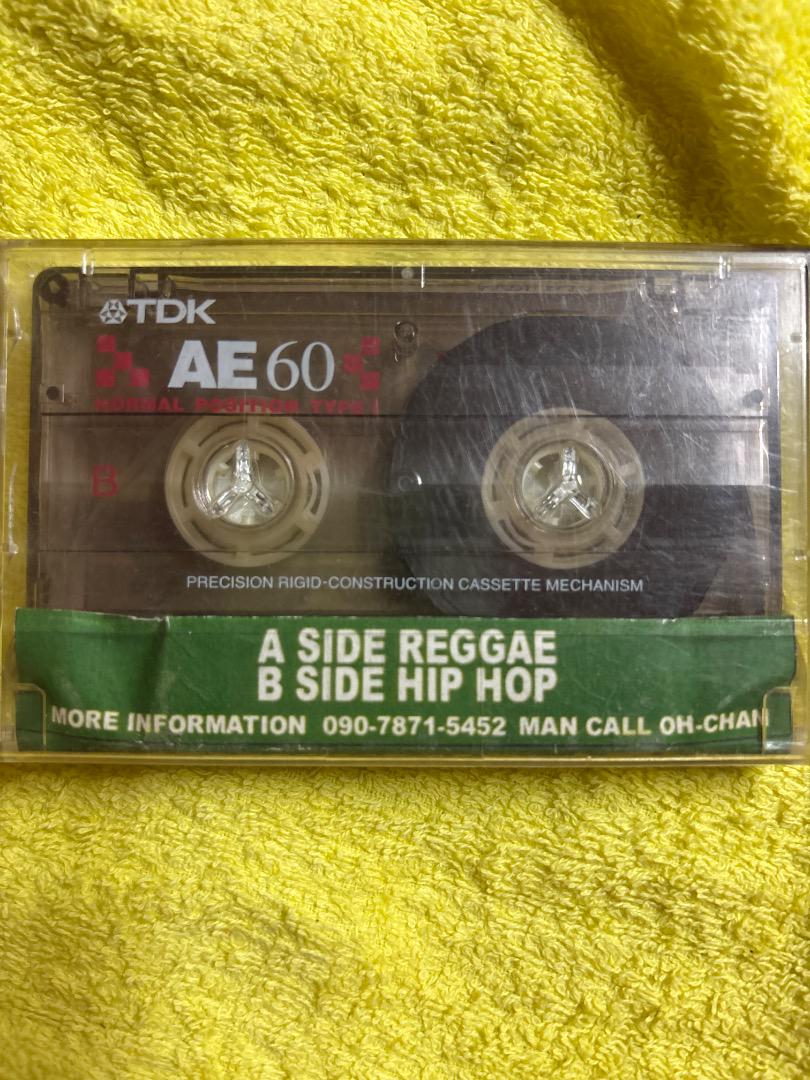 TDK
AE 60
NORMAL POSITION TYPE I
B
PRECISION RIGID-CONSTRUCTION CASSETTE MECHANISM
A SIDE REGGAE
B SIDE HIP HOP
MORE INFORMATION 090-7871-5452 MAN CALL OH-CHAN